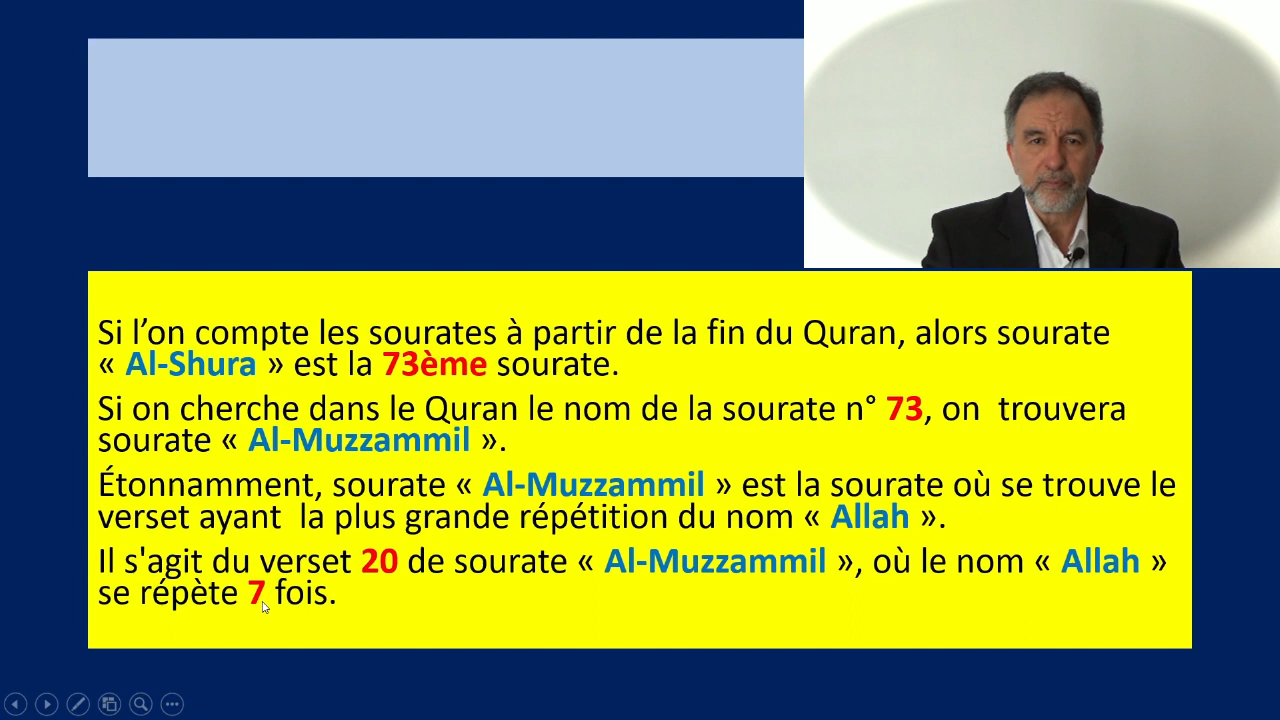 Si l’on compte les sourates à partir de la fin du Quran, alors sourate
« Al-Shura » est la 73ème sourate.
Si on cherche dans le Quran le nom de la sourate n° 73, on  trouvera
sourate « Al-Muzzammil ».
Étonnamment, sourate « Al-Muzzammil » est la sourate où se trouve le
verset ayant  la plus grande répétition du nom « Allah ».
Il s'agit du verset 20 de sourate « Al-Muzzammil », où le nom « Allah »
se répète 7 fois.